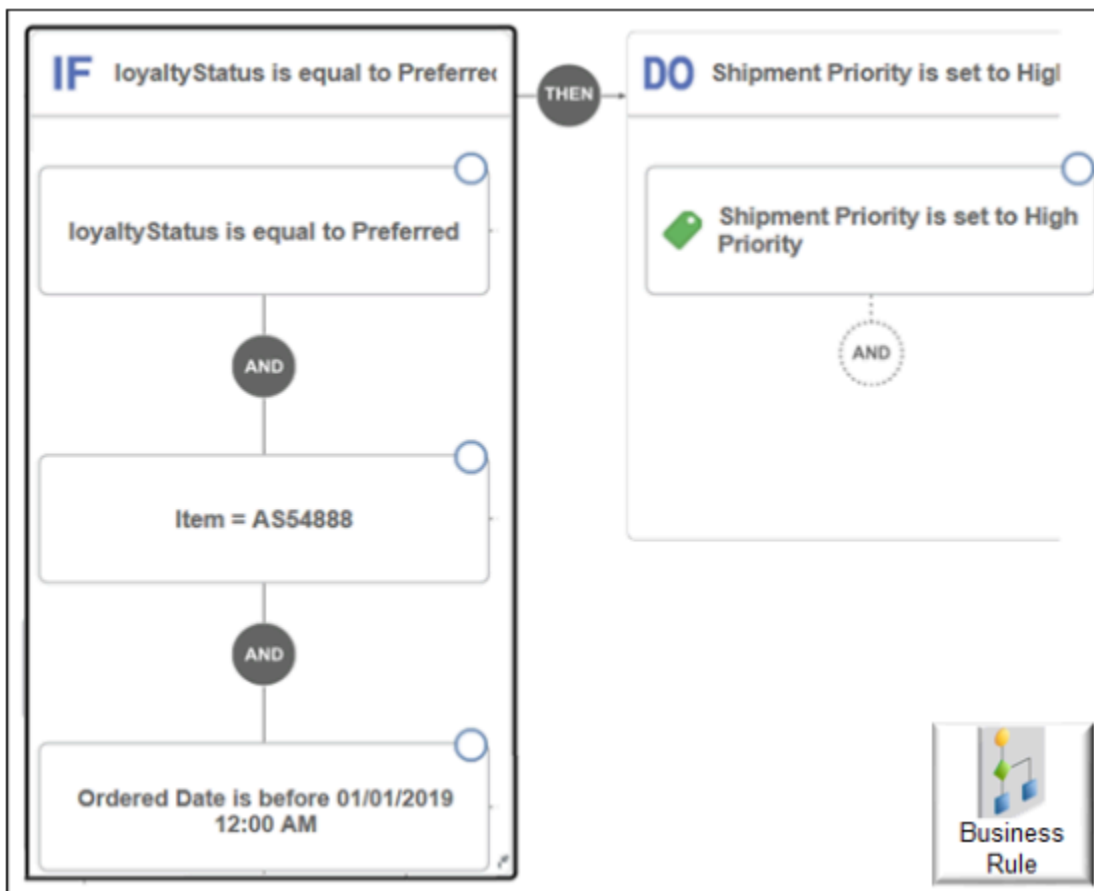 IF loyaltyStatus is equal to Preferred
THEN
DO Shipment Priority is set to High
loyaltyStatus is equal to Preferred
AND
Item = AS54888
AND
Ordered Date is before 01/01/2019
12:00 AM
Shipment Priority is set to High
Priority
AND
Business
Rule